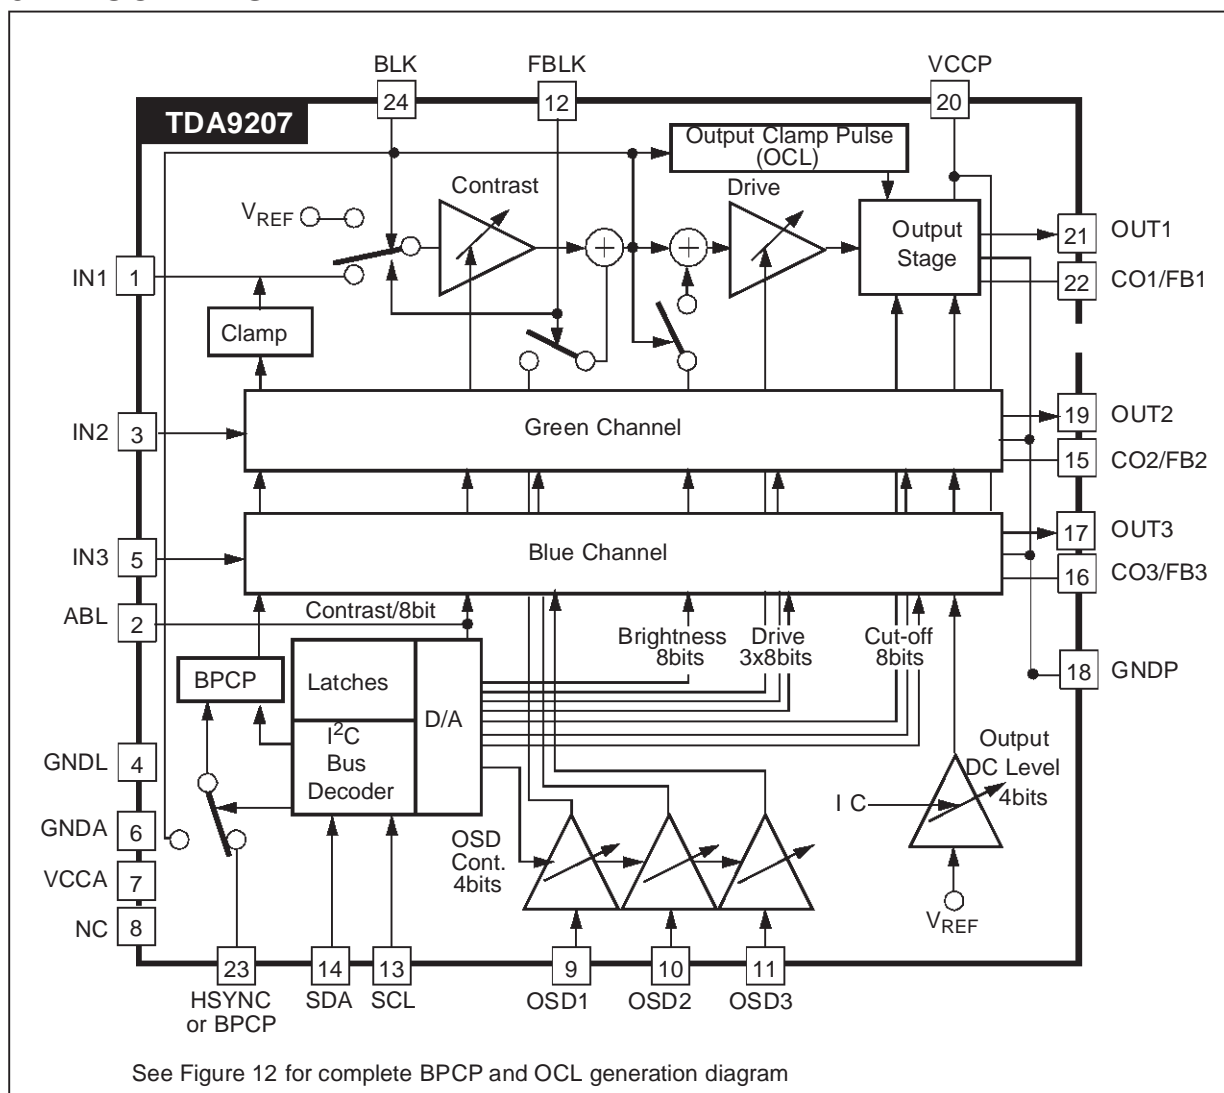 BLK
FBLK
VCCP
24
12
20
TDA9207
Output Clamp Pulse
(OCL)
Contrast
Drive
VREF
Output
Stage
21
OUT1
IN1
1
22
CO1/FB1
Clamp
IN2
3
Green Channel
19
OUT2
15
CO2/FB2
IN3
5
Blue Channel
17
OUT3
16
CO3/FB3
ABL
2
Contrast/8bit
Brightness
8bits
Drive
3x8bits
Cut-off
8bits
18
GNDP
BPCP
Latches
D/A
I2C
Bus
Decoder
GNDL
4
Output
DC Level
4bits
I C
GNDA
6
OSD
Cont.
4bits
VCCA
7
NC
8
VREF
23
14
13
9
10
11
HSYNC
or BPCP
SDA
SCL
OSD1
OSD2
OSD3
See Figure 12 for complete BPCP and OCL generation diagram